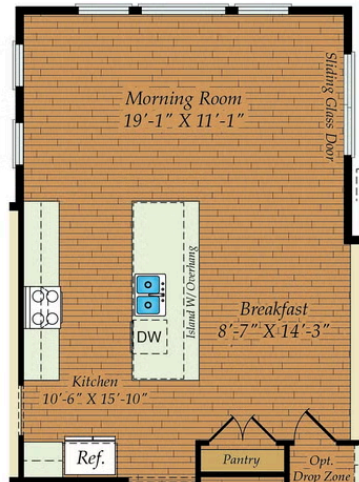 Morning Room
19'-1" X 11'-1"
Sliding Glass Door
Island W/ Overhang
DW
Breakfast
8'-7" X 14'-3"
Kitchen
10'-6" X 15'-10"
Ref.
Pantry
Opt.
Drop Zone